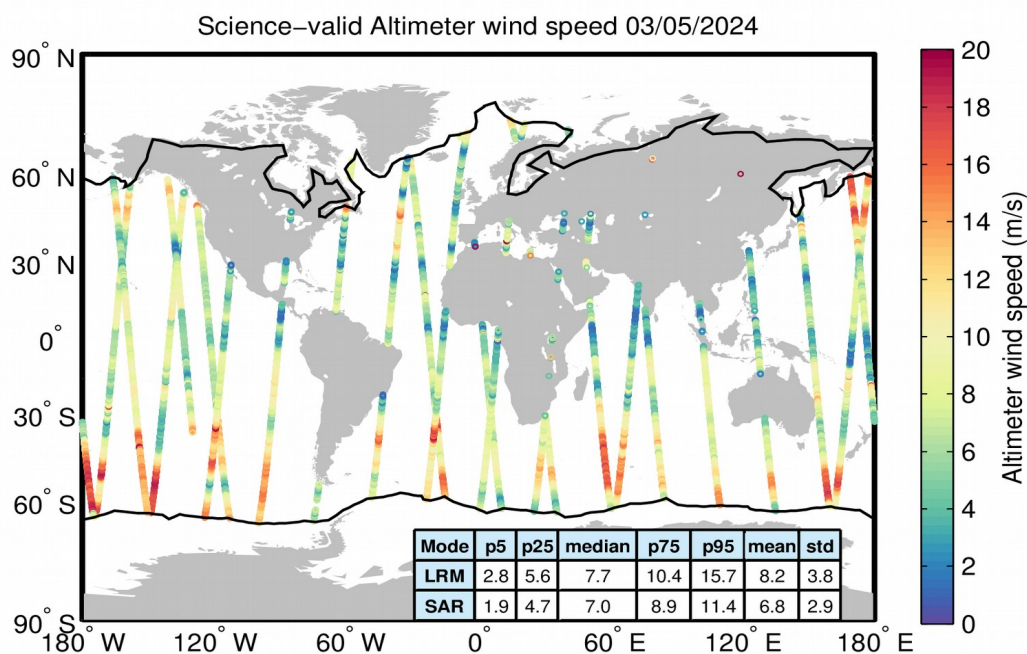 Science−valid Altimeter wind speed 03/05/2024
90° N
60° N
30° N
0°
30° S
60° S
90° S
180° W
120° W
60° W
0°
60° E
120° E
180° E
Mode p5 p25 median p75 p95 mean std
LRM 2.8 5.6 7.7 10.4 15.7 8.2 3.8
SAR 1.9 4.7 7.0 8.9 11.4 6.8 2.9
20
18
16
14
12
10
8
6
4
2
0
Altimeter wind speed (m/s)